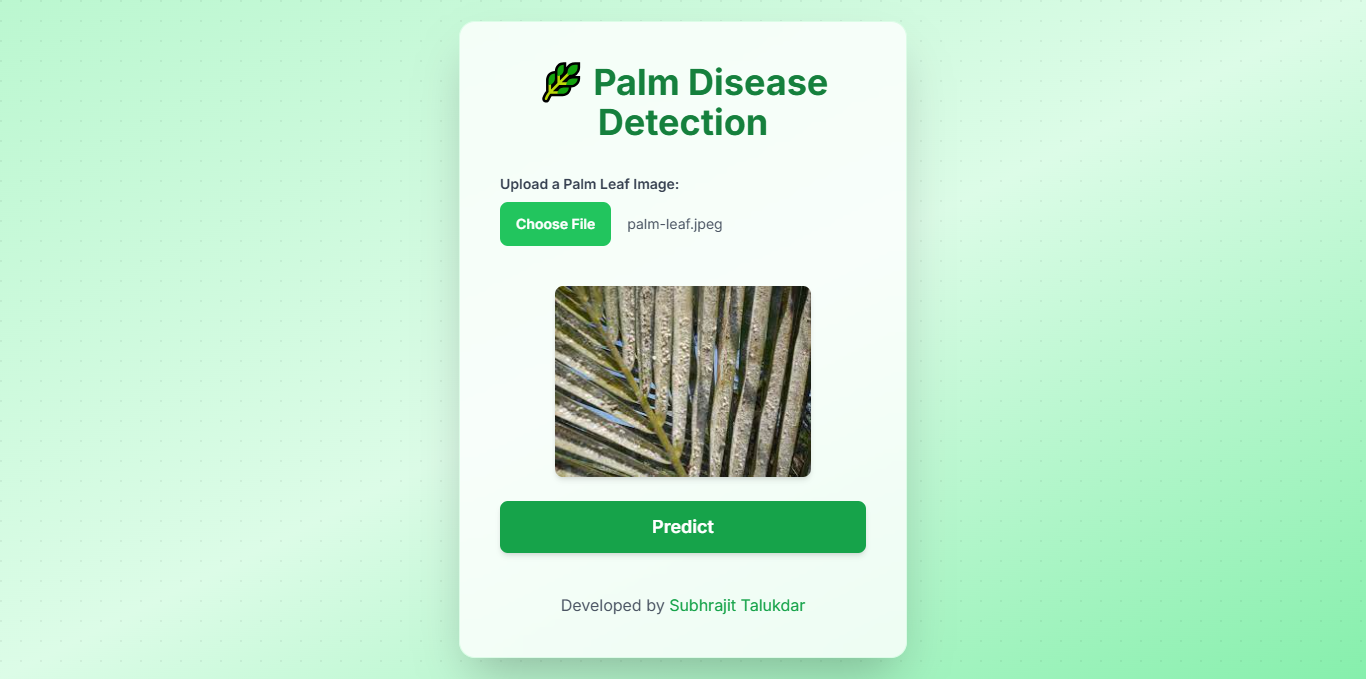 Palm Disease
Detection
Upload a Palm Leaf Image:
Choose File palm-leaf.jpeg
Predict
Developed by Subhrajit Talukdar